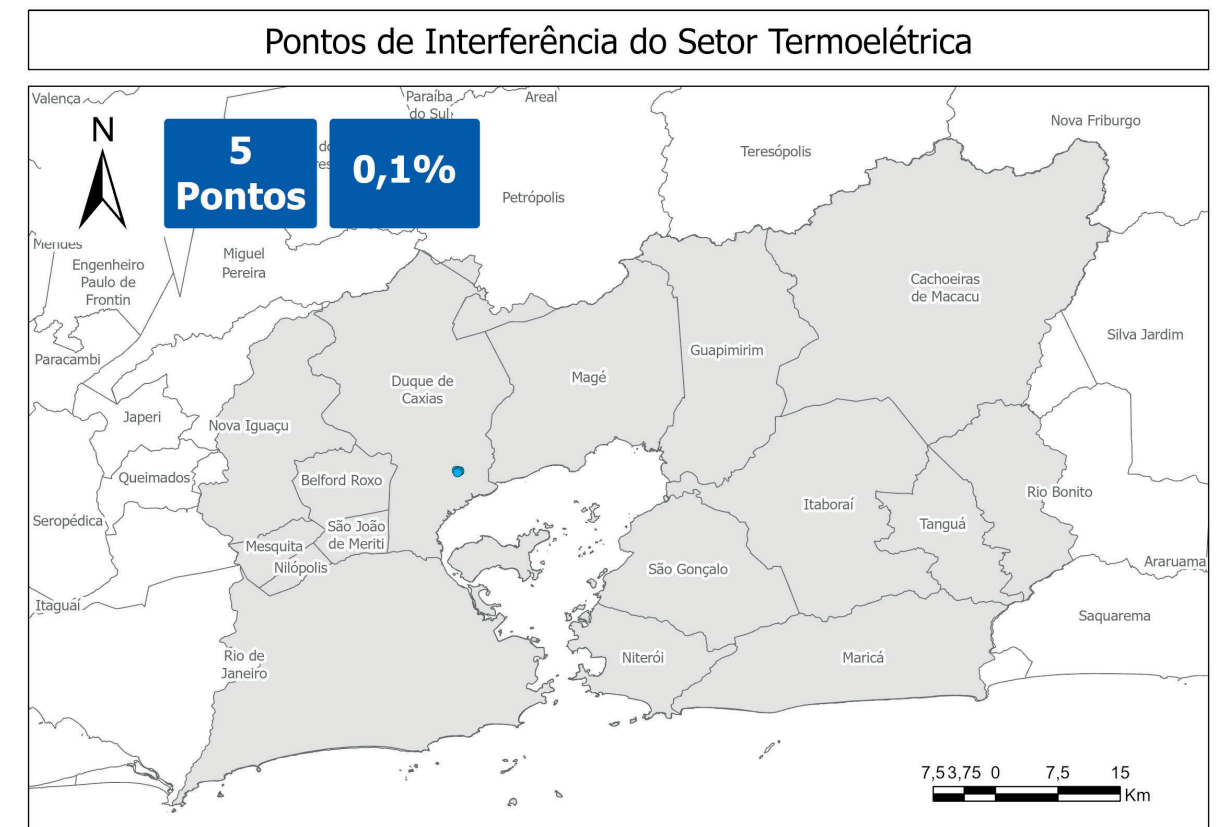 Pontos de Interferência do Setor Termoelétrica
Valença
Paraíba
do Sul
Areal
Nova Friburgo
N
5
Pontos
0,1%
Teresópolis
Petrópolis
Mendes
Miguel
Pereira
Engenheiro
Paulo de
Frontin
Cachoeiras
de Macacu
Silva Jardim
Paracambi
Guapimirim
Duque de
Caxias
Magé
Japeri
Nova Iguaçu
Queimados
Belford Roxo
Rio Bonito
Itaboraí
Seropédica
São João
de Meriti
Tanguá
Mesquita
Nilópolis
São Gonçalo
Araruama
Itaguaí
Saquarema
Rio de
Janeiro
Niterói
Maricá
7,5 3,75 0 7,5 15
Km